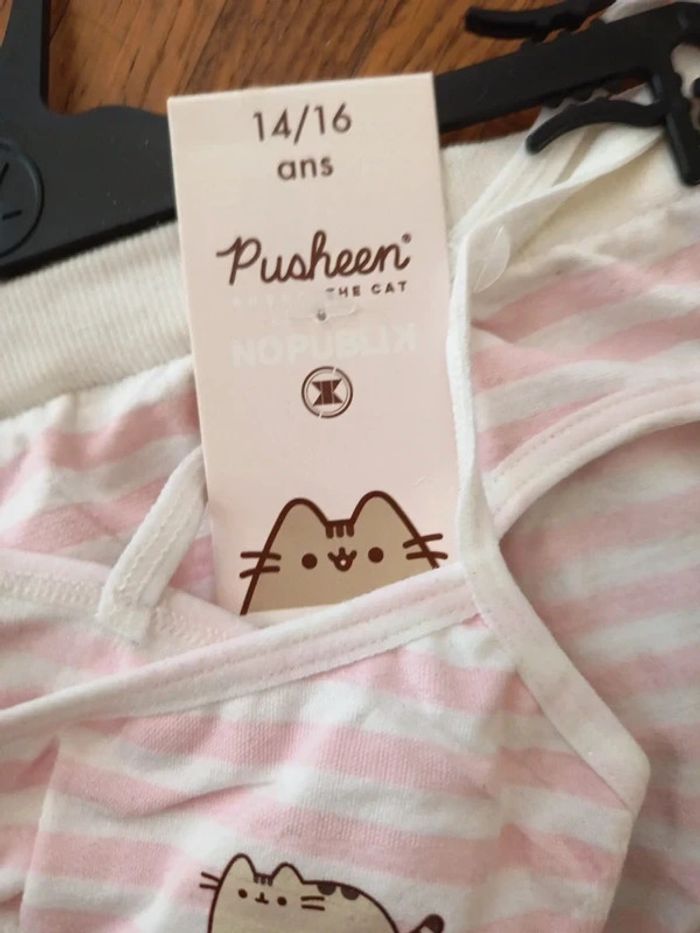 14/16
ans
Pusheen®
THE CAT
NOPUBLIK